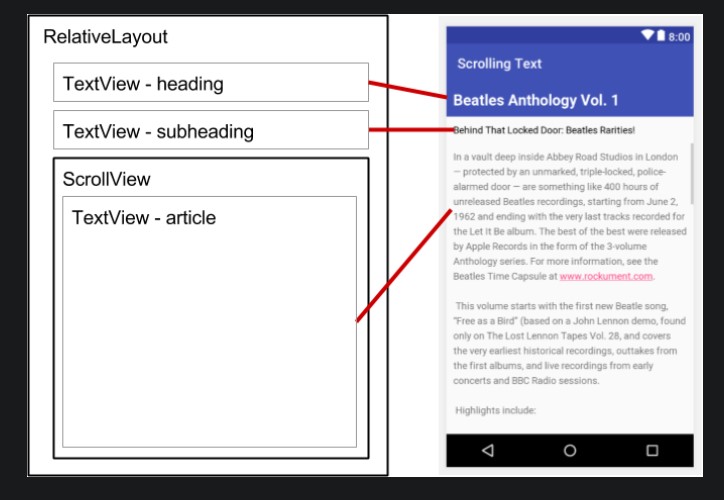 RelativeLayout
TextView - heading
TextView - subheading
ScrollView
TextView - article
8:00
Scrolling Text
Beatles Anthology Vol. 1
Behind That Locked Door: Beatles Rarities!
In a vault deep inside Abbey Road Studios in London
— protected by an unmarked, triple-locked, police-
alarmed door — are something like 400 hours of
unreleased Beatles recordings, starting from June 2,
1962 and ending with the very last tracks recorded for
the Let It Be album. The best of the best were released
by Apple Records in the form of the 3-volume
Anthology series. For more information, see the
Beatles Time Capsule at www.rockument.com.
This volume starts with the first new Beatle song,
"Free as a Bird" (based on a John Lennon demo, found
only on The Lost Lennon Tapes Vol. 28, and covers
the very earliest historical recordings, outtakes from
the first albums, and live recordings from early
concerts and BBC Radio sessions.
Highlights include: